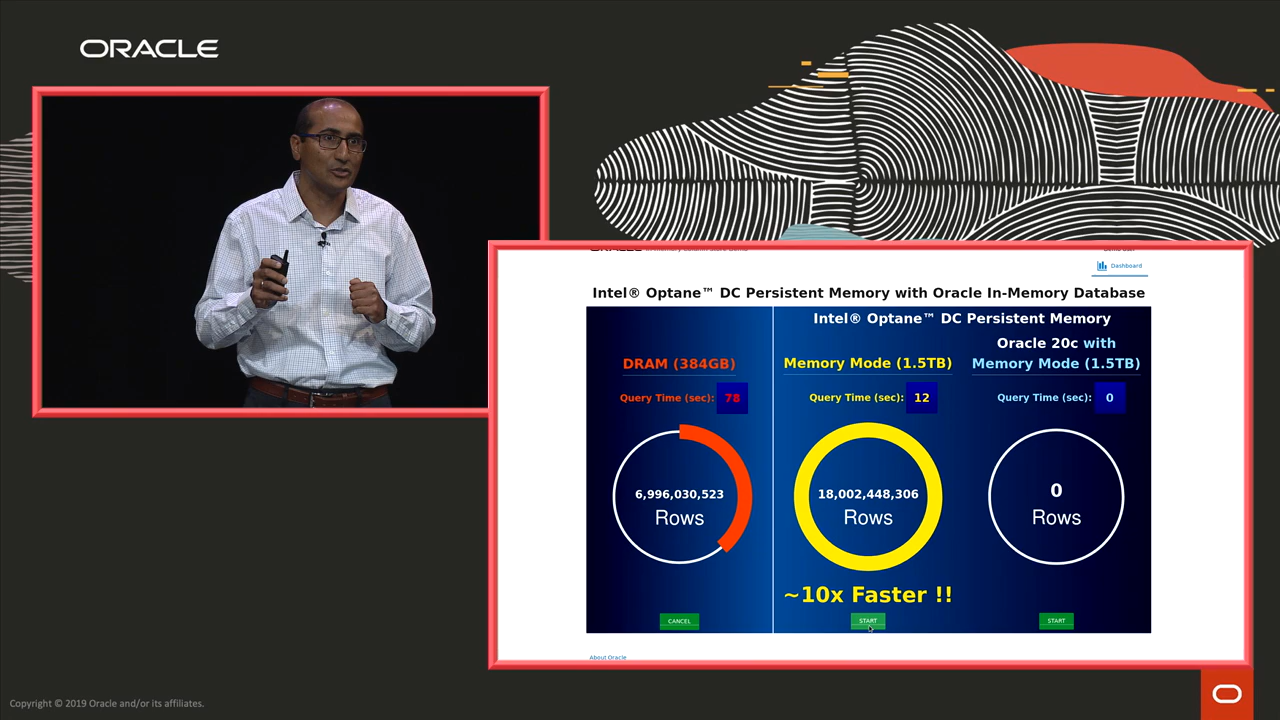 ORACLE
Dashboard
Intel® Optane™ DC Persistent Memory with Oracle In-Memory Database
Intel® Optane™ DC Persistent Memory
DRAM (384GB)
Query Time (sec): 78
6,996,030,523
Rows
CANCEL
Memory Mode (1.5TB)
Query Time (sec): 12
18,002,448,306
Rows
~10x Faster !!
START
Oracle 20c with
Memory Mode (1.5TB)
Query Time (sec): 0
0
Rows
START
About Oracle
Copyright © 2019 Oracle and/or its affiliates.